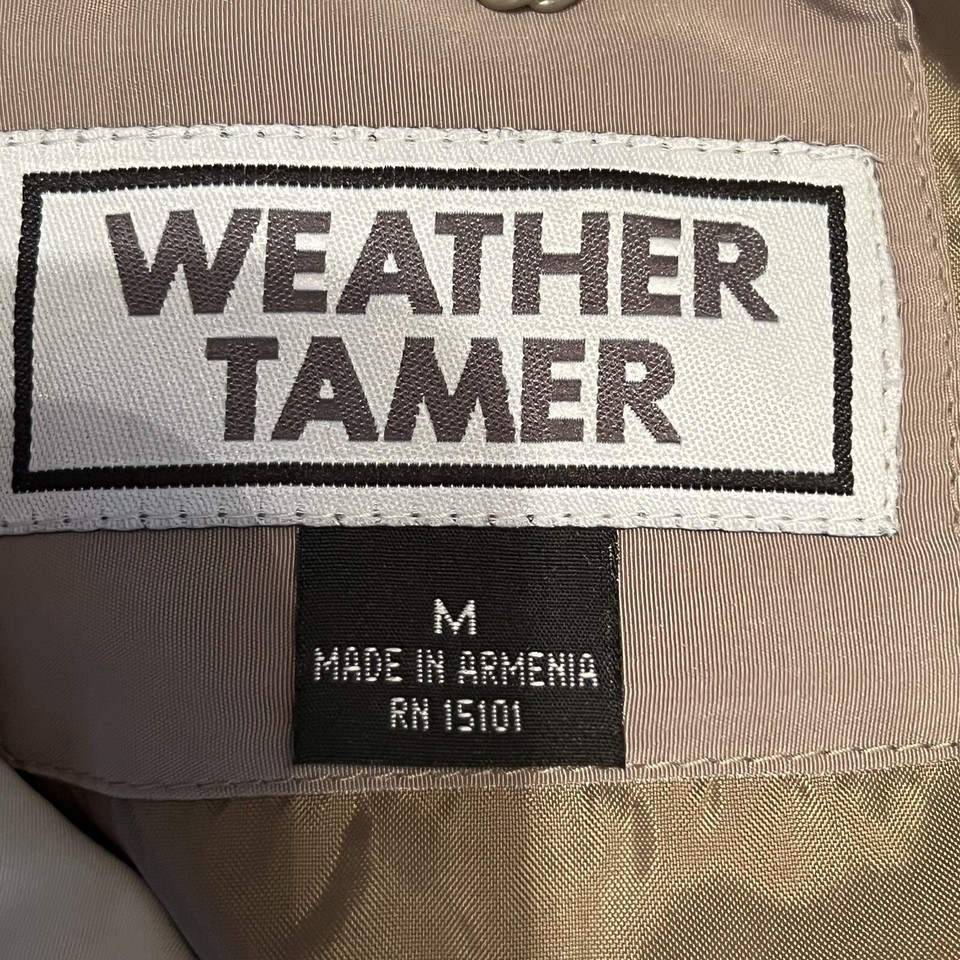 WEATHER
TAMER
M
MADE IN ARMENIA
RN 15101